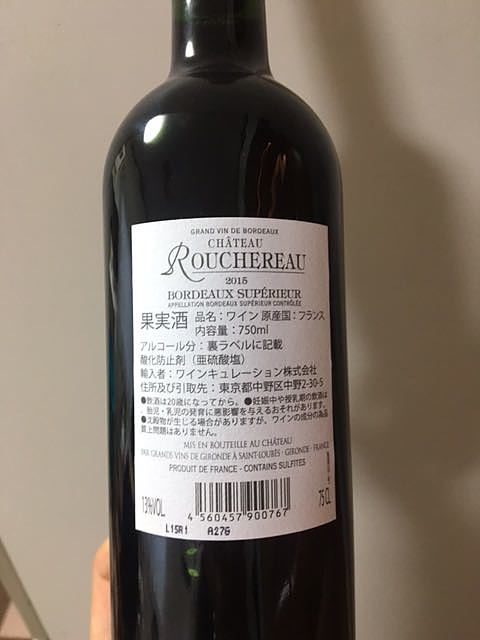 GRAND VIN DE BORDEAUX
CHÂTEAU
ROUCHEREAU
2015
BORDEAUX SUPÉRIEUR
APPELLATION BORDEAUX SUPÉRIEUR CONTRÔLÉE
果実酒 品名：ワイン 原産国：フランス
内容量：750ml
アルコール分：裏ラベルに記載
酸化防止剤（亜硫酸塩）
輸入者：ワインキュレーション株式会社
住所及び引取先：東京都中野区中野2-30-5
●飲酒は20歳になってから。●妊娠中や授乳期の飲酒は
、胎児・乳児の発育に悪影響を与えるおそれがあります。
●沈殿物が生じる場合がありますが、ワインの成分の為品
質上問題はありません。
MIS EN BOUTEILLE AU CHÂTEAU
PAR GRANDS VINS DE GIRONDE À SAINT-LOUBÈS - GIRONDE - FRANCE
PRODUIT DE FRANCE - CONTAINS SULFITES
13%VOL.
4 560457 900767
75 CL
L15R1 A276